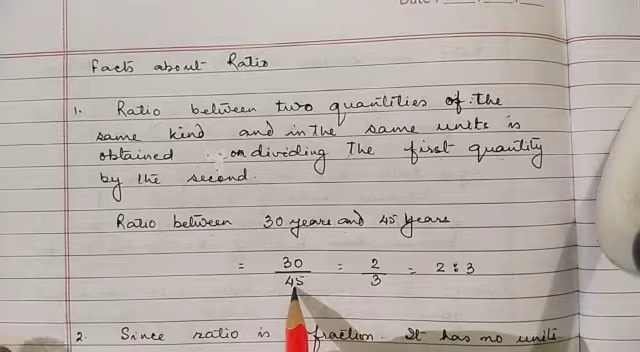 Date :
Facts about Ratio
1. Ratio between two quantities of the
same kind and in the same units is
obtained on dividing the first quantity
by the second.
Ratio between 30 years and 45 years
= 30/45 = 2/3 = 2 : 3
2. Since ratio is fraction. It has no units.